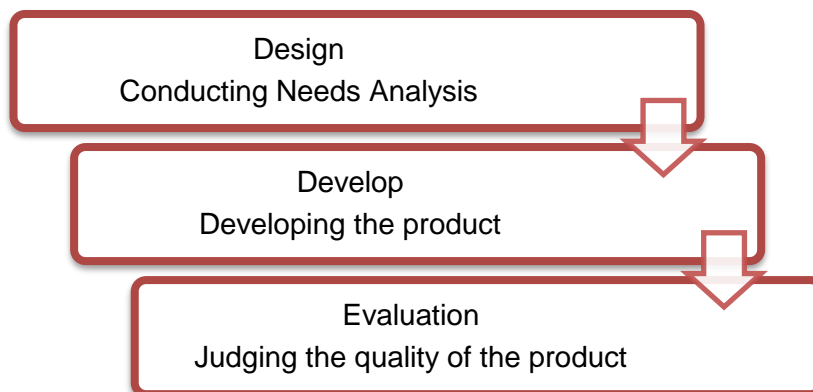 Design
Conducting Needs Analysis
Develop
Developing the product
Evaluation
Judging the quality of the product